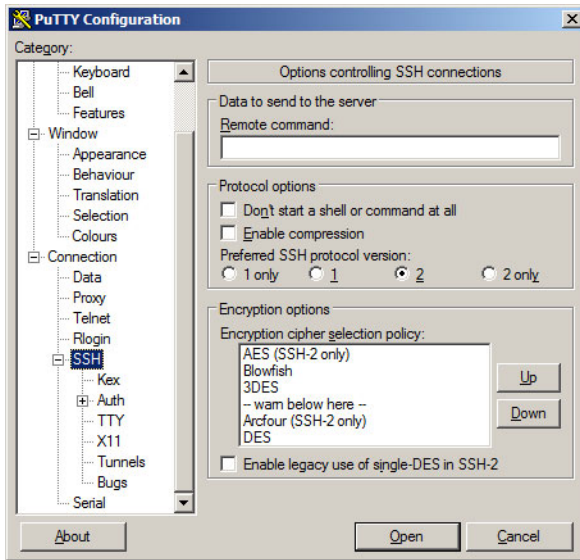 PuTTY Configuration
Category:
Keyboard
Bell
Features
Window
Appearance
Behaviour
Translation
Selection
Colours
Connection
Data
Proxy
Telnet
Rlogin
SSH
Kex
Auth
TTY
X11
Tunnels
Bugs
Serial
Options controlling SSH connections
Data to send to the server
Remote command:
Protocol options
Don't start a shell or command at all
Enable compression
Preferred SSH protocol version:
1 only 1 2 2 only
Encryption options
Encryption cipher selection policy:
AES (SSH-2 only)
Blowfish
3DES
-- warn below here --
Arcfour (SSH-2 only)
DES
Up
Down
Enable legacy use of single-DES in SSH-2
About Open Cancel